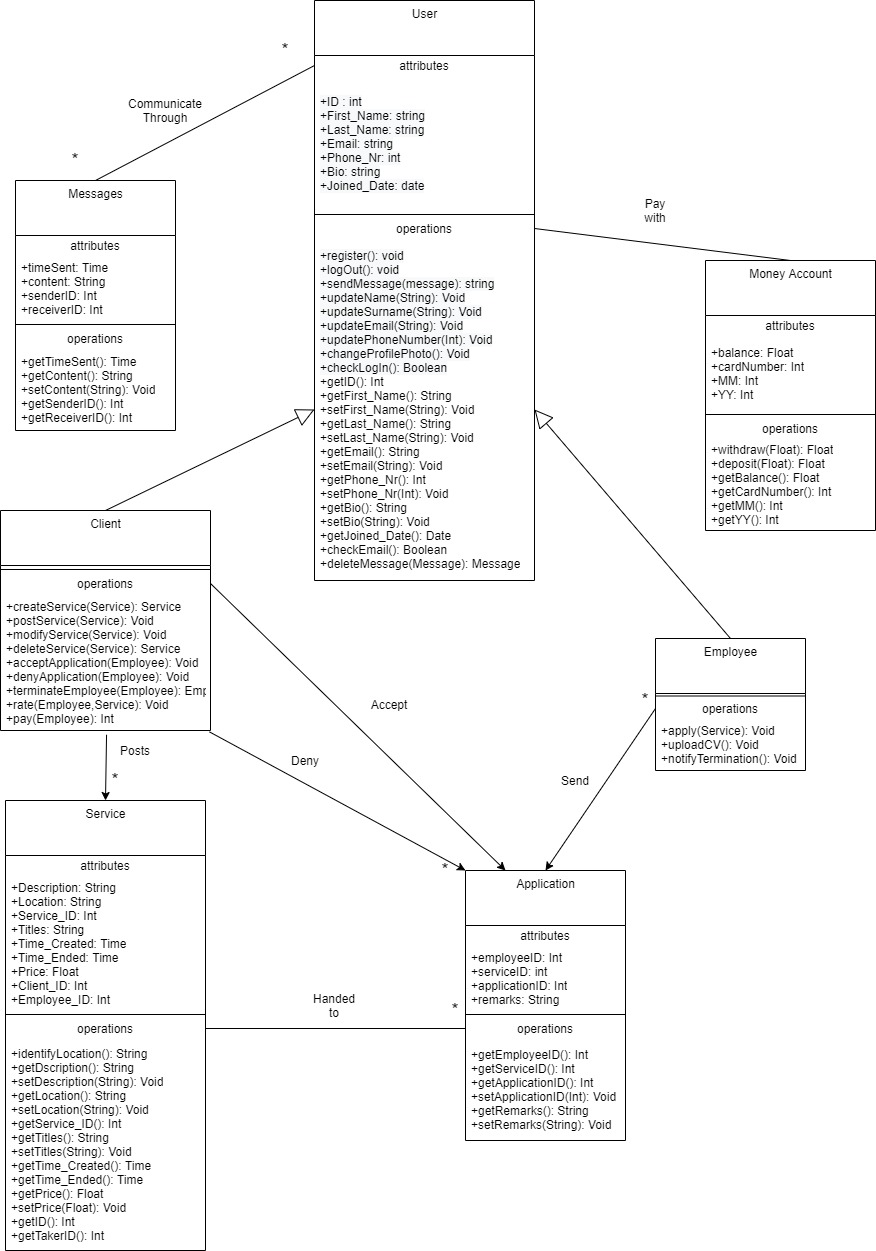 User
attributes
+ID : int
+First_Name: string
+Last_Name: string
+Email: string
+Phone_Nr: int
+Bio: string
+Joined_Date: date
operations
+register(): void
+logOut(): void
+sendMessage(message): string
+updateName(String): Void
+updateSurname(String): Void
+updateEmail(String): Void
+updatePhoneNumber(Int): Void
+changeProfilePhoto(): Void
+checkLogIn(): Boolean
+getID(): Int
+getFirst_Name(): String
+setFirst_Name(String): Void
+getLast_Name(): String
+setLast_Name(String): Void
+getEmail(): String
+setEmail(String): Void
+getPhone_Nr(): Int
+setPhone_Nr(Int): Void
+getBio(): String
+setBio(String): Void
+getJoined_Date(): Date
+checkEmail(): Boolean
+deleteMessage(Message): Message
*
Communicate
Through
*
Messages
attributes
+timeSent: Time
+content: String
+senderID: Int
+receiverID: Int
operations
+getTimeSent(): Time
+getContent(): String
+setContent(String): Void
+getSenderID(): Int
+getReceiverID(): Int
Pay
with
Money Account
attributes
+balance: Float
+cardNumber: Int
+MM: Int
+YY: Int
operations
+withdraw(Float): Float
+deposit(Float): Float
+getBalance(): Float
+getCardNumber(): Int
+getMM(): Int
+getYY(): Int
Client
operations
+createService(Service): Service
+postService(Service): Void
+modifyService(Service): Void
+deleteService(Service): Service
+acceptApplication(Employee): Void
+denyApplication(Employee): Void
+terminateEmployee(Employee): Emp
+rate(Employee,Service): Void
+pay(Employee): Int
Employee
operations
+apply(Service): Void
+uploadCV(): Void
+notifyTermination(): Void
*
Accept
Deny
Send
Posts
*
*
Service
attributes
+Description: String
+Location: String
+Service_ID: Int
+Titles: String
+Time_Created: Time
+Time_Ended: Time
+Price: Float
+Client_ID: Int
+Employee_ID: Int
operations
+identifyLocation(): String
+getDscription(): String
+setDescription(String): Void
+getLocation(): String
+setLocation(String): Void
+getService_ID(): Int
+getTitles(): String
+setTitles(String): Void
+getTime_Created(): Time
+getTime_Ended(): Time
+getPrice(): Float
+setPrice(Float): Void
+getID(): Int
+getTakerID(): Int
Handed
to
*
Application
attributes
+employeeID: Int
+serviceID: int
+applicationID: Int
+remarks: String
operations
+getEmployeeID(): Int
+getServiceID(): Int
+getApplicationID(): Int
+setApplicationID(Int): Void
+getRemarks(): String
+setRemarks(String): Void